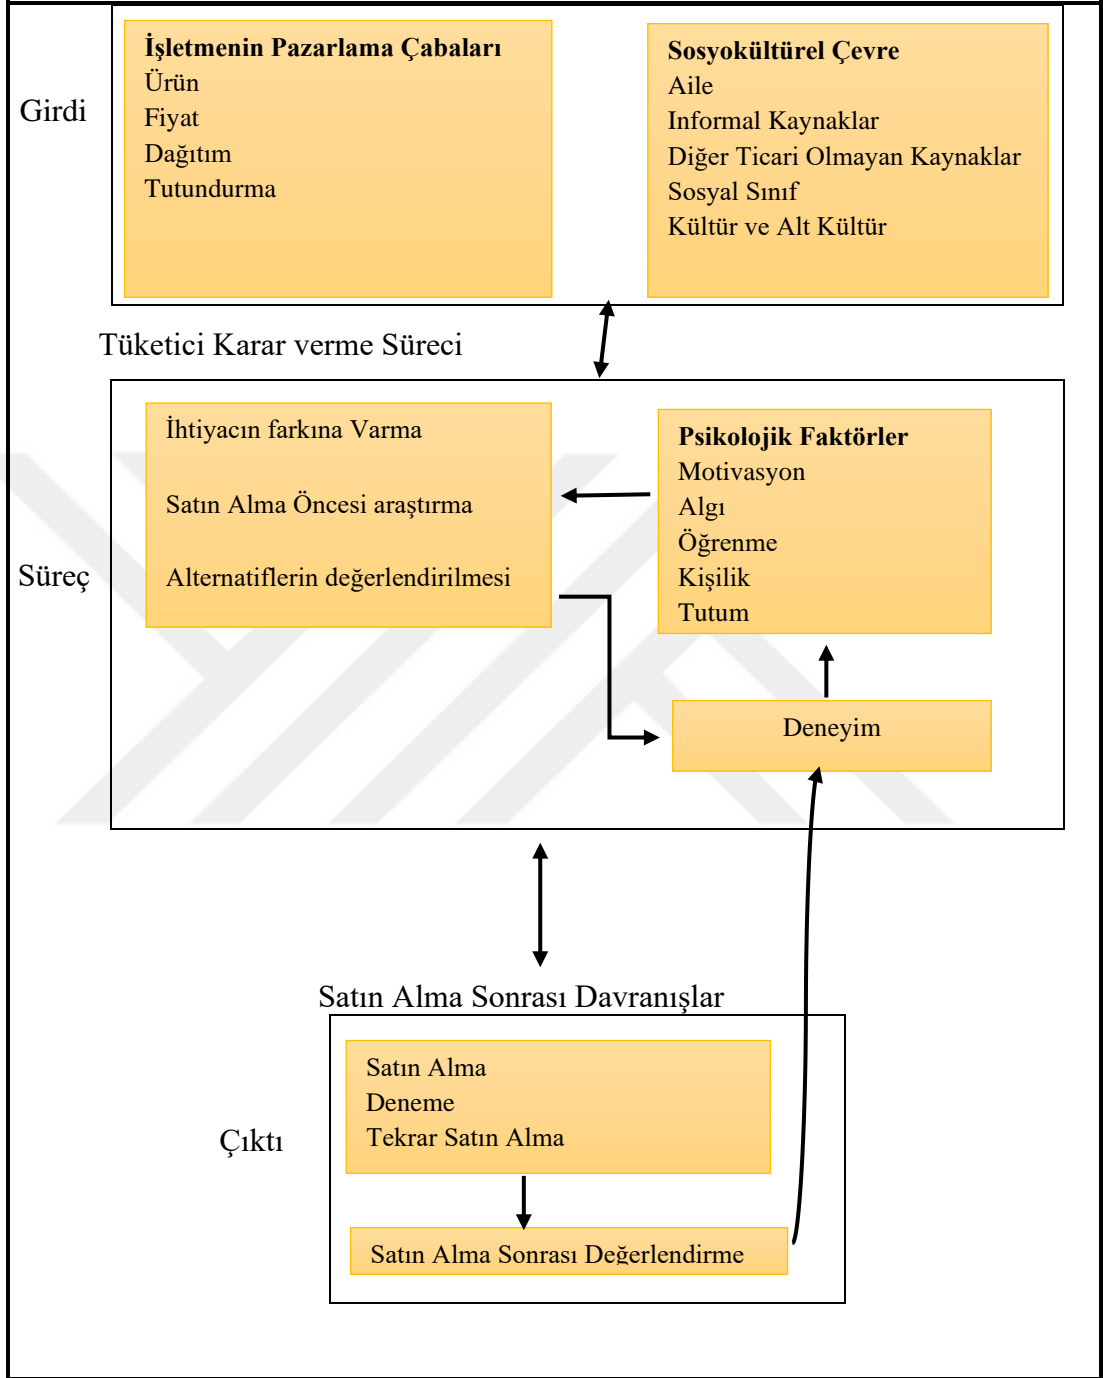 İşletmenin Pazarlama Çabaları
Ürün
Fiyat
Dağıtım
Tutundurma
Sosyokültürel Çevre
Aile
Informal Kaynaklar
Diğer Ticari Olmayan Kaynaklar
Sosyal Sınıf
Kültür ve Alt Kültür
Girdi
Tüketici Karar verme Süreci
İhtiyacın farkına Varma
Satın Alma Öncesi araştırma
Alternatiflerin değerlendirilmesi
Psikolojik Faktörler
Motivasyon
Algı
Öğrenme
Kişilik
Tutum
Süreç
Deneyim
Satın Alma Sonrası Davranışlar
Satın Alma
Deneme
Tekrar Satın Alma
Çıktı
Satın Alma Sonrası Değerlendirme